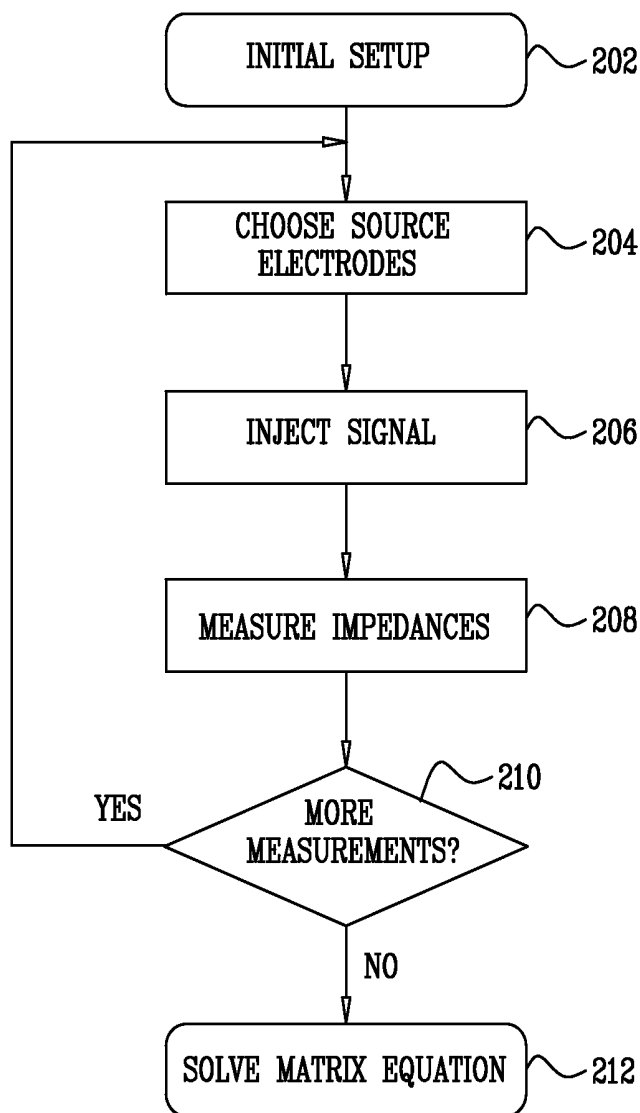 INITIAL SETUP
202
CHOOSE SOURCE
ELECTRODES
204
INJECT SIGNAL
206
MEASURE IMPEDANCES
208
210
YES
MORE
MEASUREMENTS?
NO
SOLVE MATRIX EQUATION
212